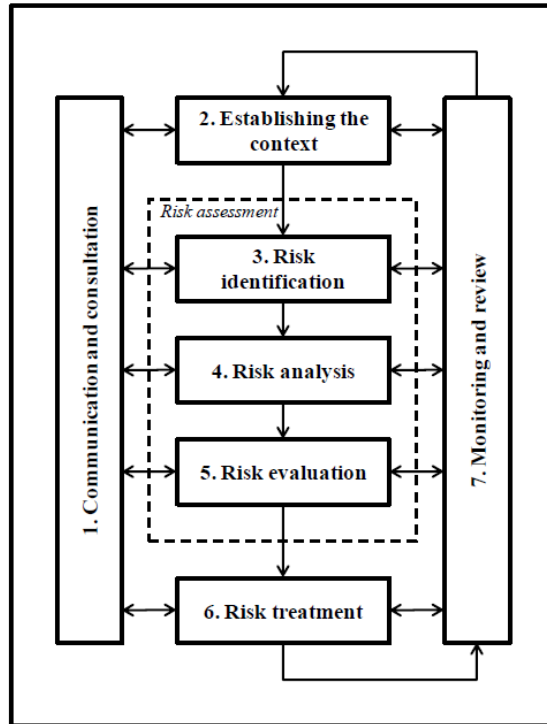 1. Communication and consultation
2. Establishing the
context
Risk assessment
3. Risk
identification
4. Risk analysis
5. Risk evaluation
6. Risk treatment
7. Monitoring and review